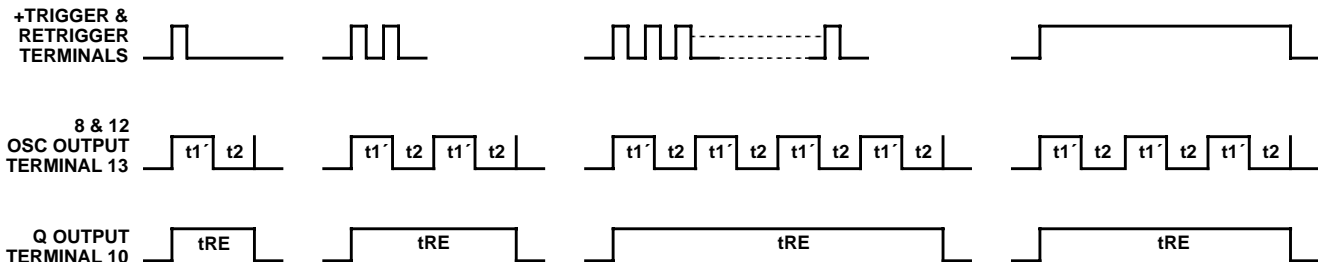 +TRIGGER &
RETRIGGER
TERMINALS
8 & 12
OSC OUTPUT
TERMINAL 13
t1´ t2 t1´ t2 t1´ t2 t1´ t2 t1´ t2 t1´ t2 t1´ t2 t1´ t2 t1´ t2 t1´ t2
Q OUTPUT
TERMINAL 10
tRE tRE tRE tRE